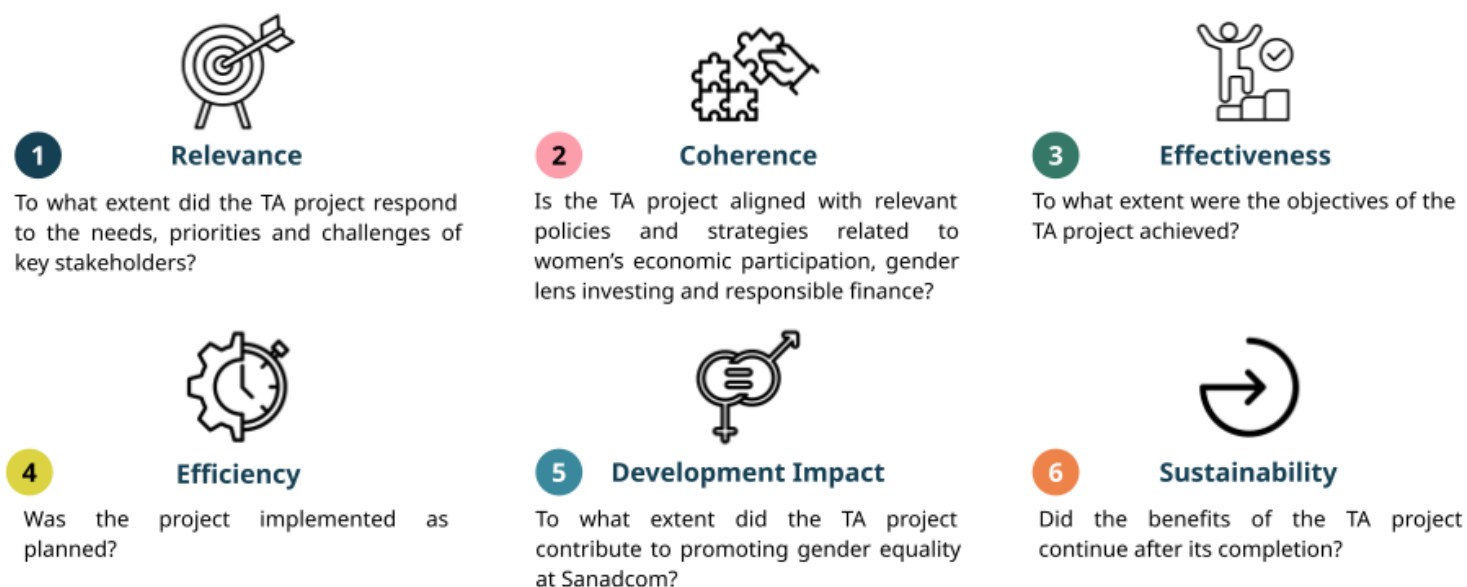 1
Relevance
To what extent did the TA project respond
to the needs, priorities and challenges of
key stakeholders?
2
Coherence
Is the TA project aligned with relevant
policies and strategies related to
women's economic participation, gender
lens investing and responsible finance?
3
Effectiveness
To what extent were the objectives of the
TA project achieved?
4
Efficiency
Was the project implemented as
planned?
5
Development Impact
To what extent did the TA project
contribute to promoting gender equality
at Sanadcom?
6
Sustainability
Did the benefits of the TA project
continue after its completion?